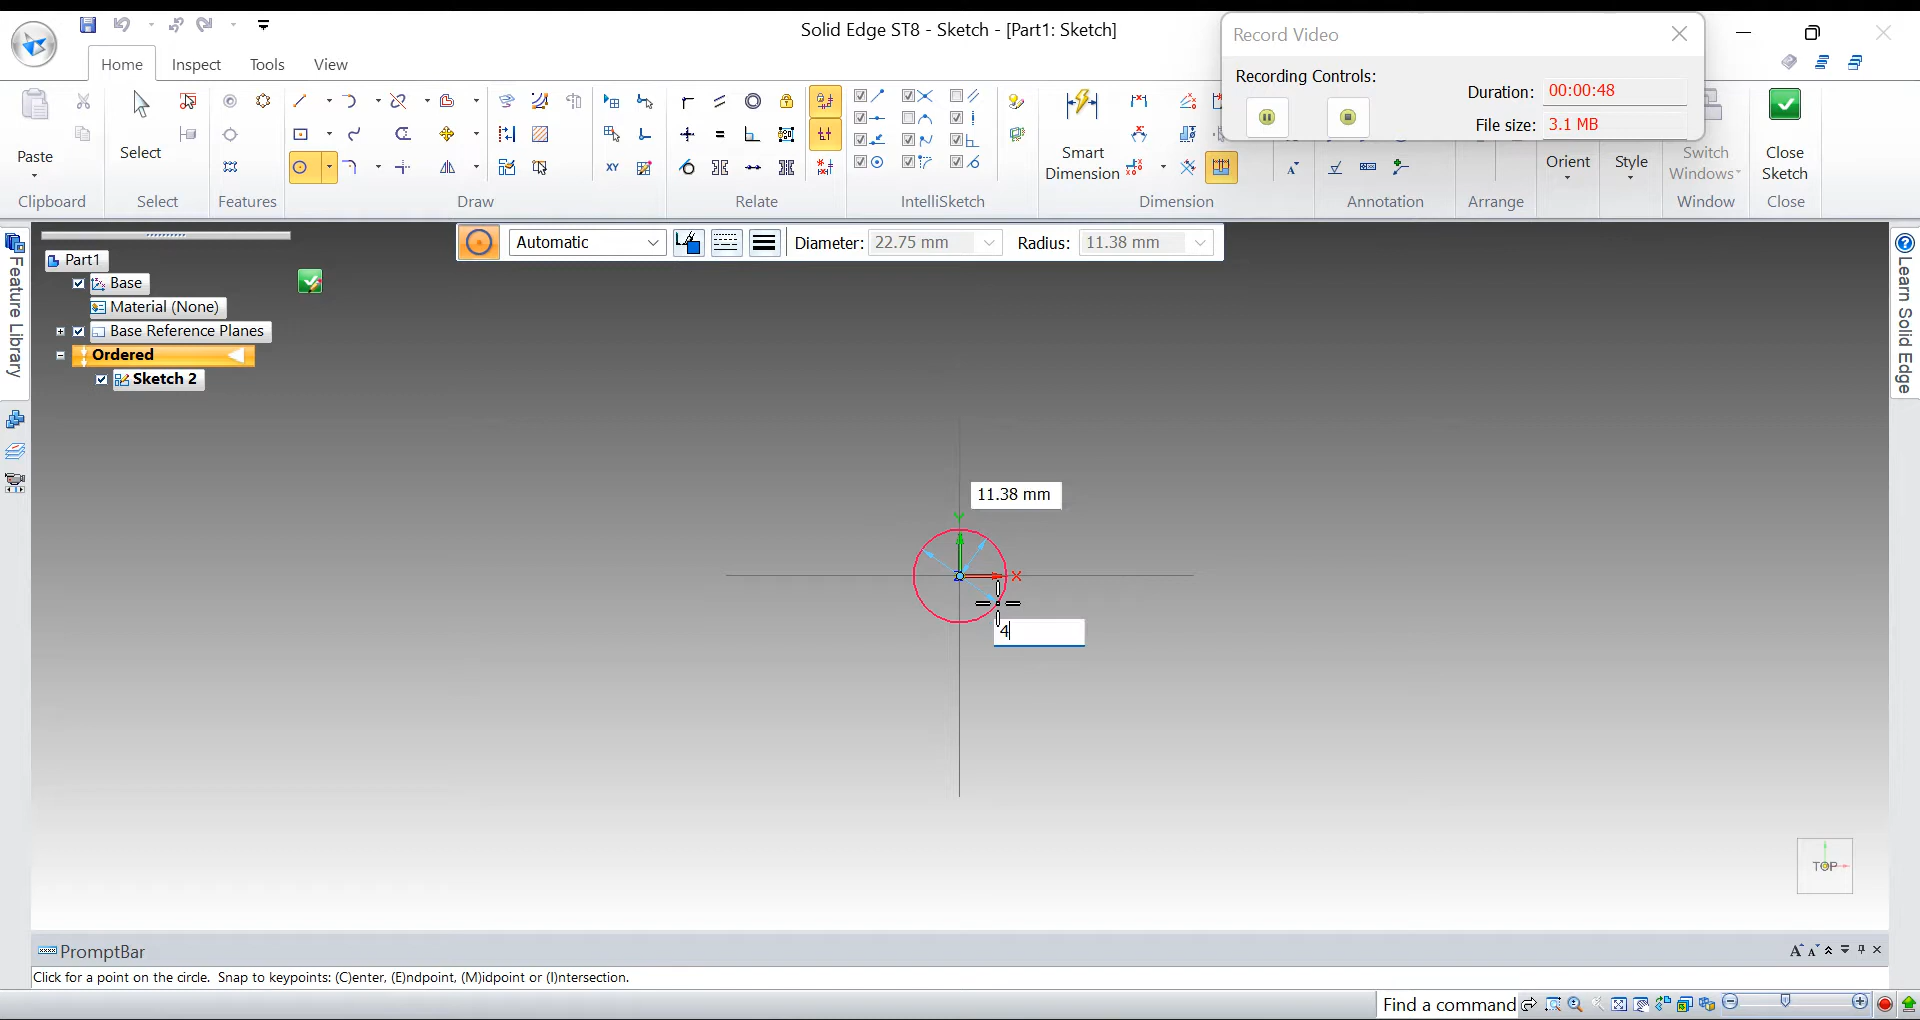 Solid Edge ST8 - Sketch - [Part1: Sketch]
Record Video
Home
Inspect
Tools
View
Recording Controls:
Duration:
00:00:48
File size:
3.1 MB
Paste
Select
Smart
Dimension
Orient
Style
Switch
Windows
Close
Sketch
Clipboard
Select
Features
Draw
Relate
IntelliSketch
Dimension
Annotation
Arrange
Window
Close
XY
A
Automatic
Diameter:
22.75 mm
Radius:
11.38 mm
Feature Library
Learn Solid Edge
Part1
Base
Material (None)
Base Reference Planes
Ordered
Sketch 2
11.38 mm
Y
X
4
TOP
PromptBar
A A
Click for a point on the circle.  Snap to keypoints: (C)enter, (E)ndpoint, (M)idpoint or (I)ntersection.
Find a command